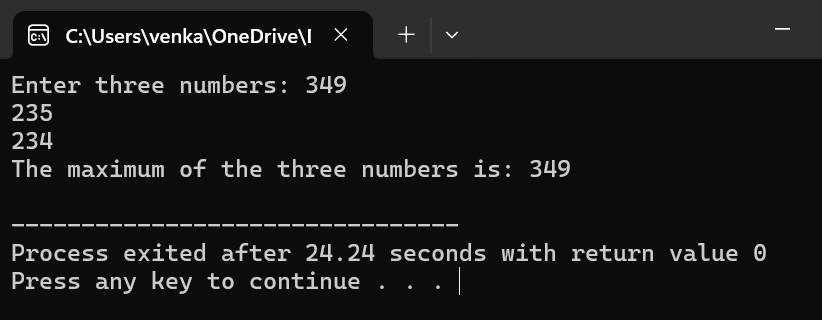 C:\Users\venka\OneDrive\I
Enter three numbers: 349
235
234
The maximum of the three numbers is: 349
--------------------------------
Process exited after 24.24 seconds with return value 0
Press any key to continue . . .